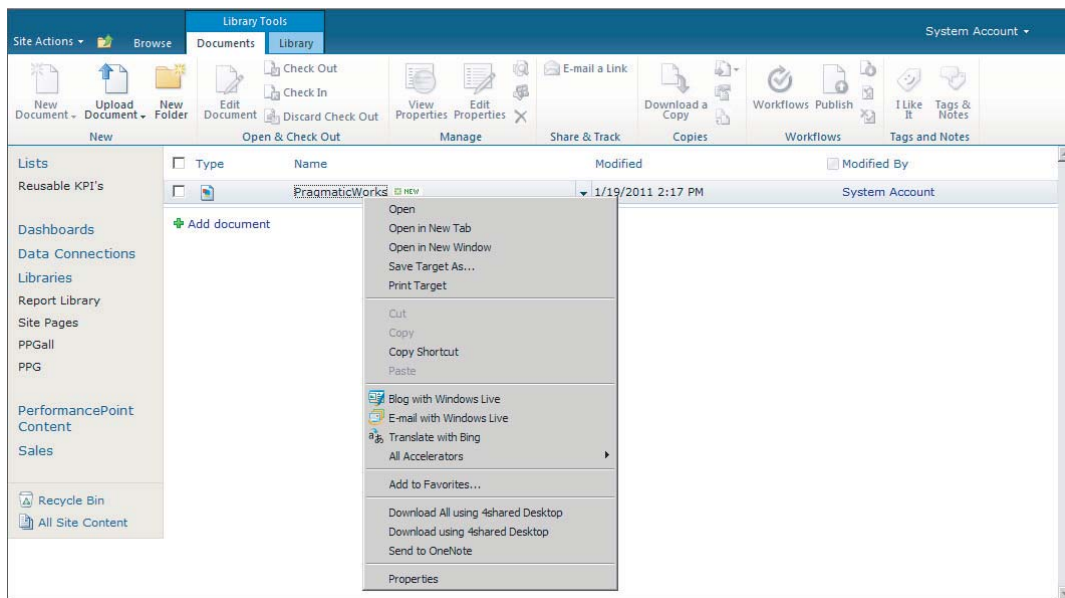 Library Tools
System Account
Site Actions Browse Documents Library
New Document
Upload Document
New Folder
New
Edit Document
Check Out
Check In
Discard Check Out
Open & Check Out
View Properties
Edit Properties
Manage
E-mail a Link
Share & Track
Download a Copy
Copies
Workflows
Publish
Workflows
I Like It
Tags & Notes
Tags and Notes
Lists
Reusable KPI's
Dashboards
Data Connections
Libraries
Report Library
Site Pages
PPGall
PPG
PerformancePoint
Content
Sales
Recycle Bin
All Site Content
Type Name Modified Modified By
PragmaticWorks NEW 1/19/2011 2:17 PM System Account
Add document
Open
Open in New Tab
Open in New Window
Save Target As...
Print Target
Cut
Copy
Copy Shortcut
Paste
Blog with Windows Live
E-mail with Windows Live
Translate with Bing
All Accelerators
Add to Favorites...
Download All using 4shared Desktop
Download using 4shared Desktop
Send to OneNote
Properties